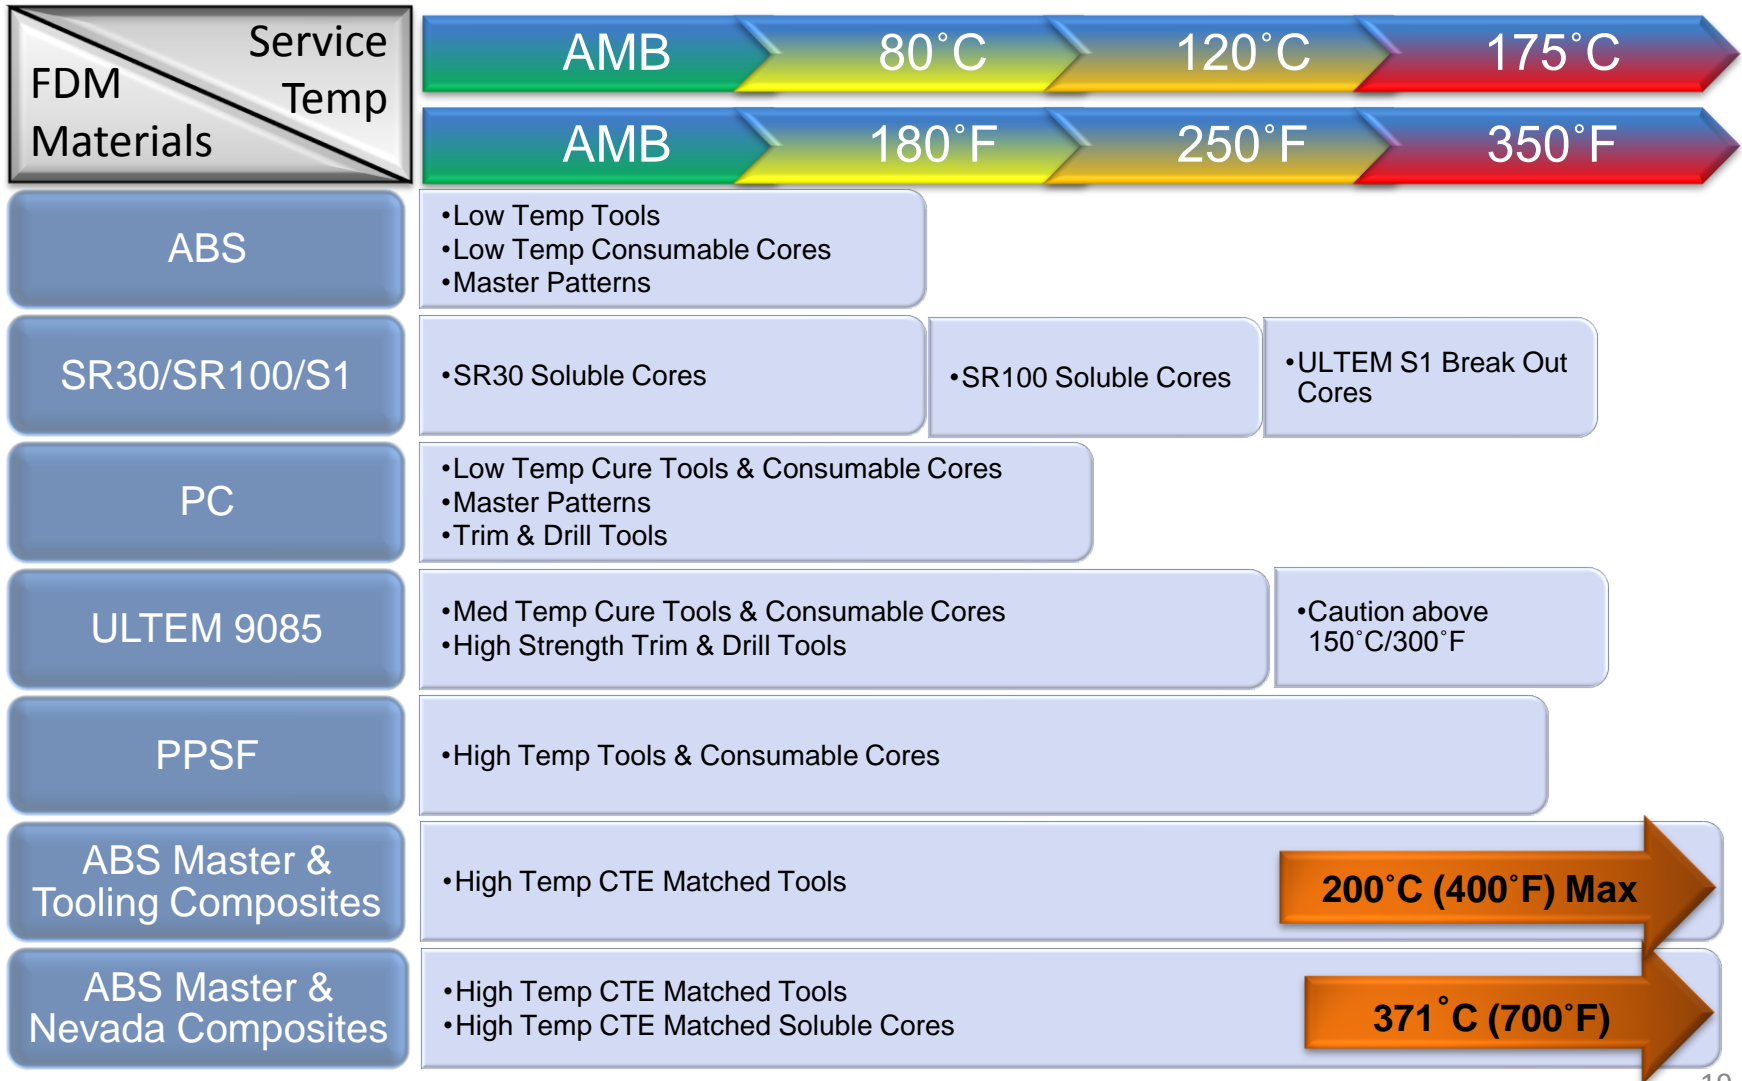 Service
Temp
FDM
Materials
AMB 80˚C 120˚C 175˚C
AMB 180˚F 250˚F 350˚F
ABS
•Low Temp Tools
•Low Temp Consumable Cores
•Master Patterns
SR30/SR100/S1
•SR30 Soluble Cores
•SR100 Soluble Cores
•ULTEM S1 Break Out
Cores
PC
•Low Temp Cure Tools & Consumable Cores
•Master Patterns
•Trim & Drill Tools
ULTEM 9085
•Med Temp Cure Tools & Consumable Cores
•High Strength Trim & Drill Tools
•Caution above
150˚C/300˚F
PPSF
•High Temp Tools & Consumable Cores
ABS Master &
Tooling Composites
•High Temp CTE Matched Tools
200˚C (400˚F) Max
ABS Master &
Nevada Composites
•High Temp CTE Matched Tools
•High Temp CTE Matched Soluble Cores
371˚C (700˚F)